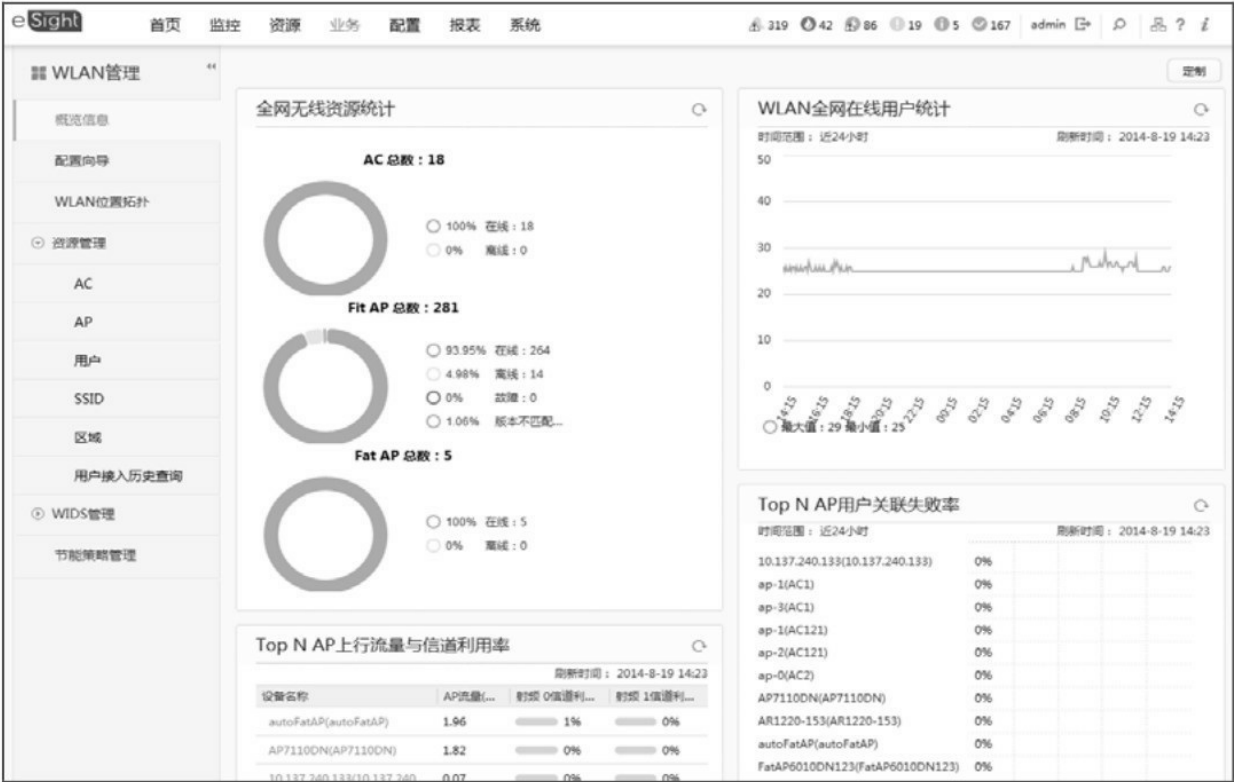 eSight 首页 监控 资源 业务 配置 报表 系统 319 42 86 19 5 167 admin ? i
WLAN管理
概览信息
配置向导
WLAN位置拓扑
资源管理
AC
AP
用户
SSID
区域
用户接入历史查询
WIDS管理
节能策略管理
定制
全网无线资源统计
AC 总数：18
100% 在线：18
0% 离线：0
Fit AP 总数：281
93.95% 在线：264
4.98% 离线：14
0% 故障：0
1.06% 版本不匹配...
Fat AP 总数：5
100% 在线：5
0% 离线：0
Top N AP上行流量与信道利用率
刷新时间： 2014-8-19 14:23
设备名称 AP流量(... 射频 0信道利... 射频 1信道利...
autoFatAP(autoFatAP) 1.96 1% 0%
AP7110DN(AP7110DN) 1.82 0% 0%
10.137.240.133(10.137.240 0.07 0% 0%
WLAN全网在线用户统计
时间范围： 近24小时 刷新时间： 2014-8-19 14:23
50
40
30
20
10
0
14:15 16:15 18:15 20:15 22:15 00:15 02:15 04:15 06:15 08:15 10:15 12:15 14:15
最大值：29 最小值：25
Top N AP用户关联失败率
时间范围： 近24小时 刷新时间： 2014-8-19 14:23
10.137.240.133(10.137.240.133) 0%
ap-1(AC1) 0%
ap-3(AC1) 0%
ap-1(AC121) 0%
ap-2(AC121) 0%
ap-0(AC2) 0%
AP7110DN(AP7110DN) 0%
AR1220-153(AR1220-153) 0%
autoFatAP(autoFatAP) 0%
FatAP6010DN123(FatAP6010DN123) 0%